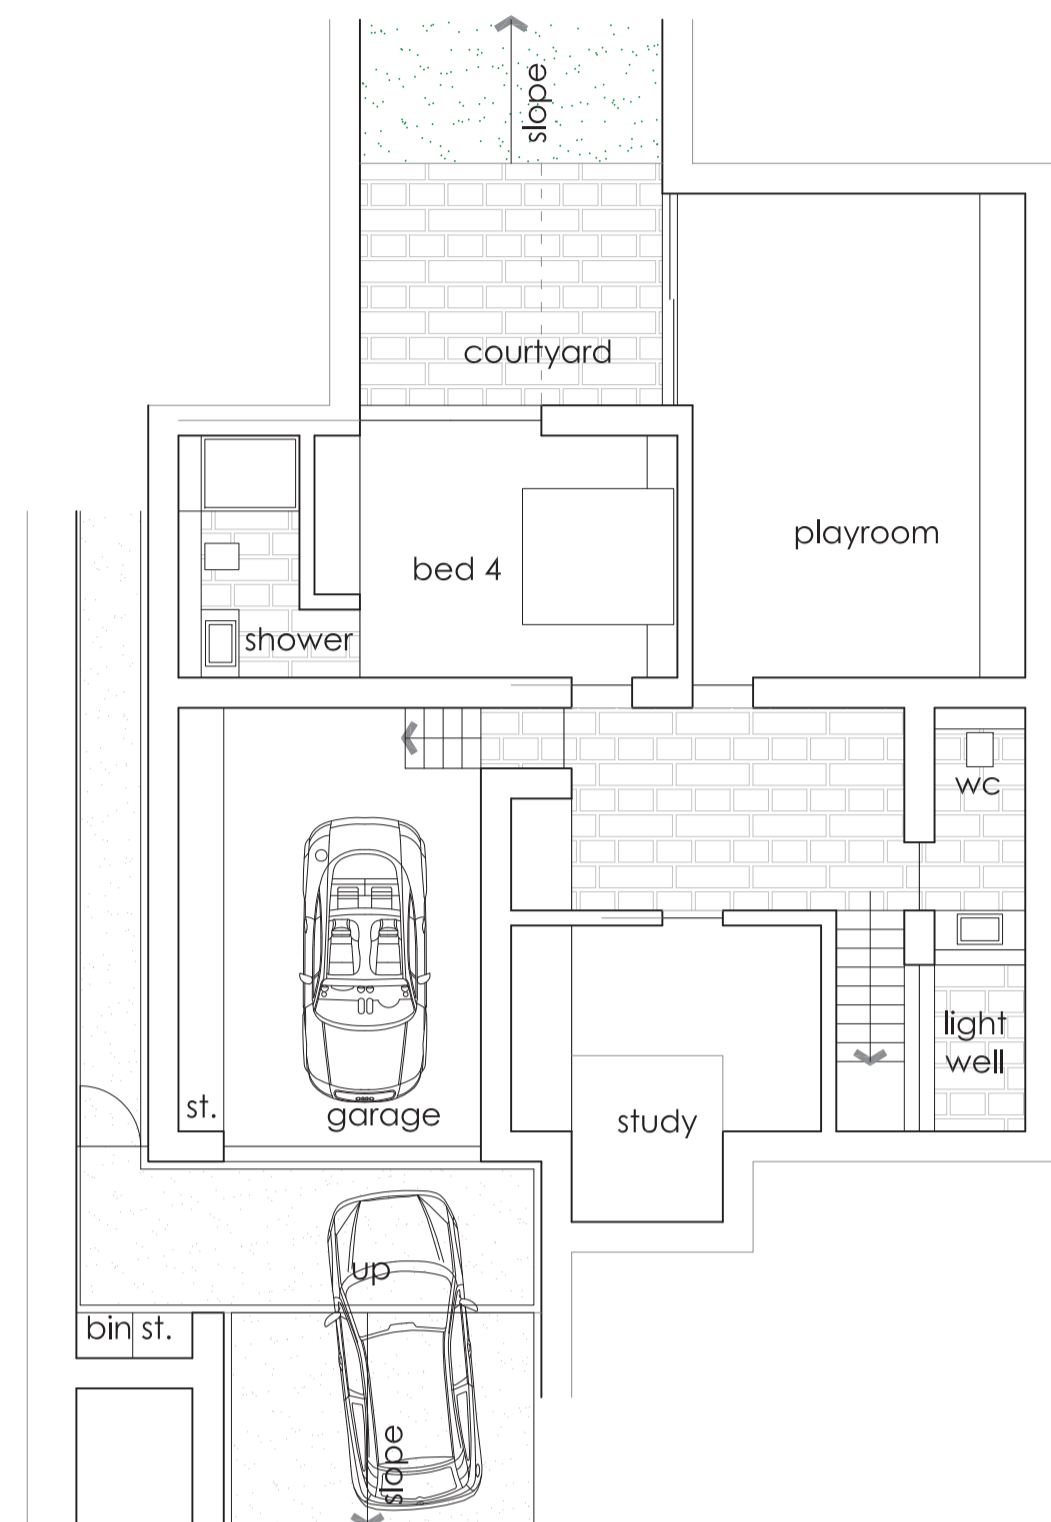 slope
courtyard
playroom
bed 4
shower
wc
light
well
st.
garage
study
up
bin st.
slope